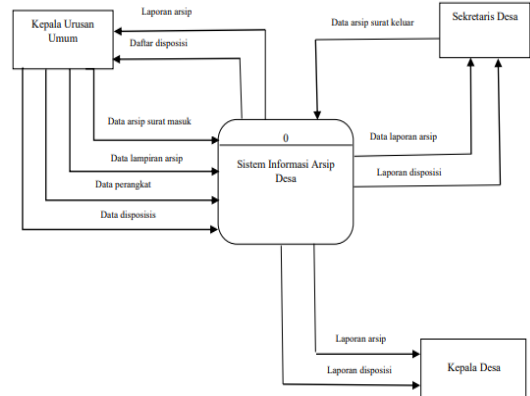 Laporan arsip
Kepala Urusan
Umum
Data arsip surat keluar
Sekretaris Desa
Daftar disposisi
Data arsip surat masuk
0
Data laporan arsip
Data lampiran arsip
Sistem Informasi Arsip
Desa
Laporan disposisi
Data perangkat
Data disposisis
Laporan arsip
Laporan disposisi
Kepala Desa